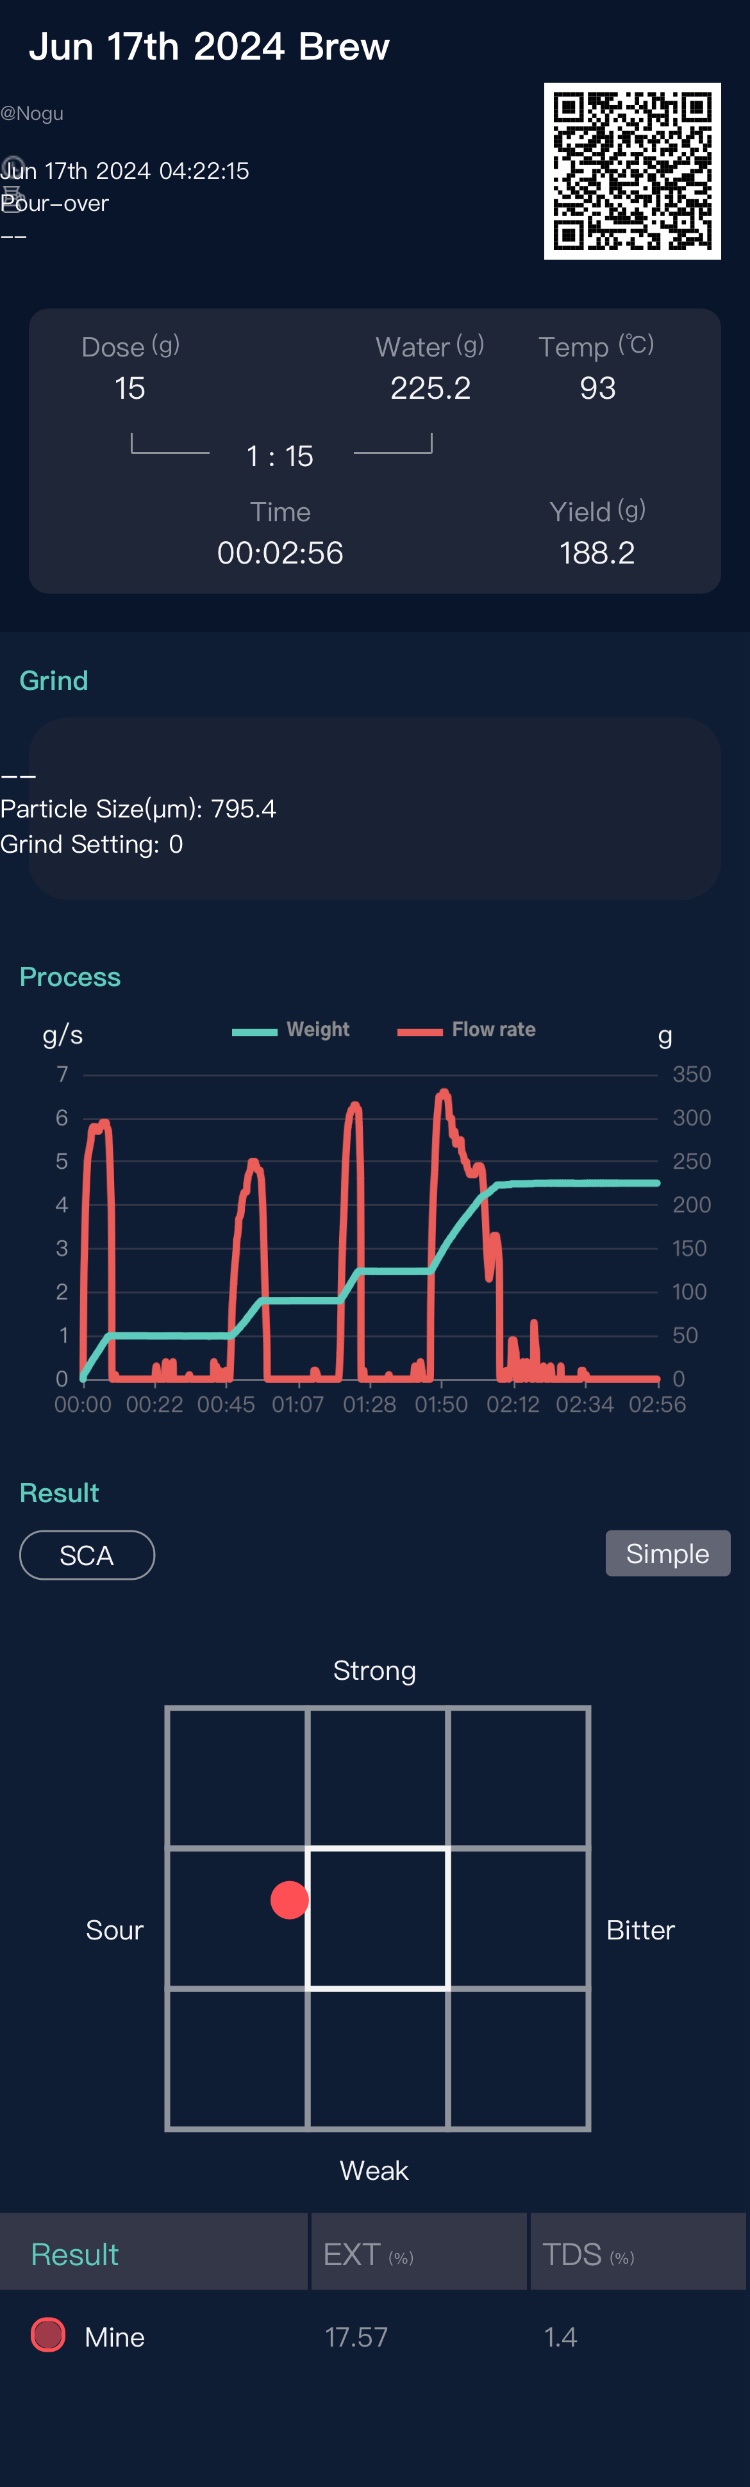 Jun 17th 2024 Brew
@Nogu
Jun 17th 2024 04:22:15
Pour-over
--
Dose (g) Water (g) Temp (℃)
15 225.2 93
1 : 15
Time Yield (g)
00:02:56 188.2
Grind
--
Particle Size(μm): 795.4
Grind Setting: 0
Process
g/s Weight Flow rate g
7 350
6 300
5 250
4 200
3 150
2 100
1 50
0 0
00:00 00:22 00:45 01:07 01:28 01:50 02:12 02:34 02:56
Result
SCA Simple
Strong
Sour Bitter
Weak
Result EXT (%) TDS (%)
Mine 17.57 1.4